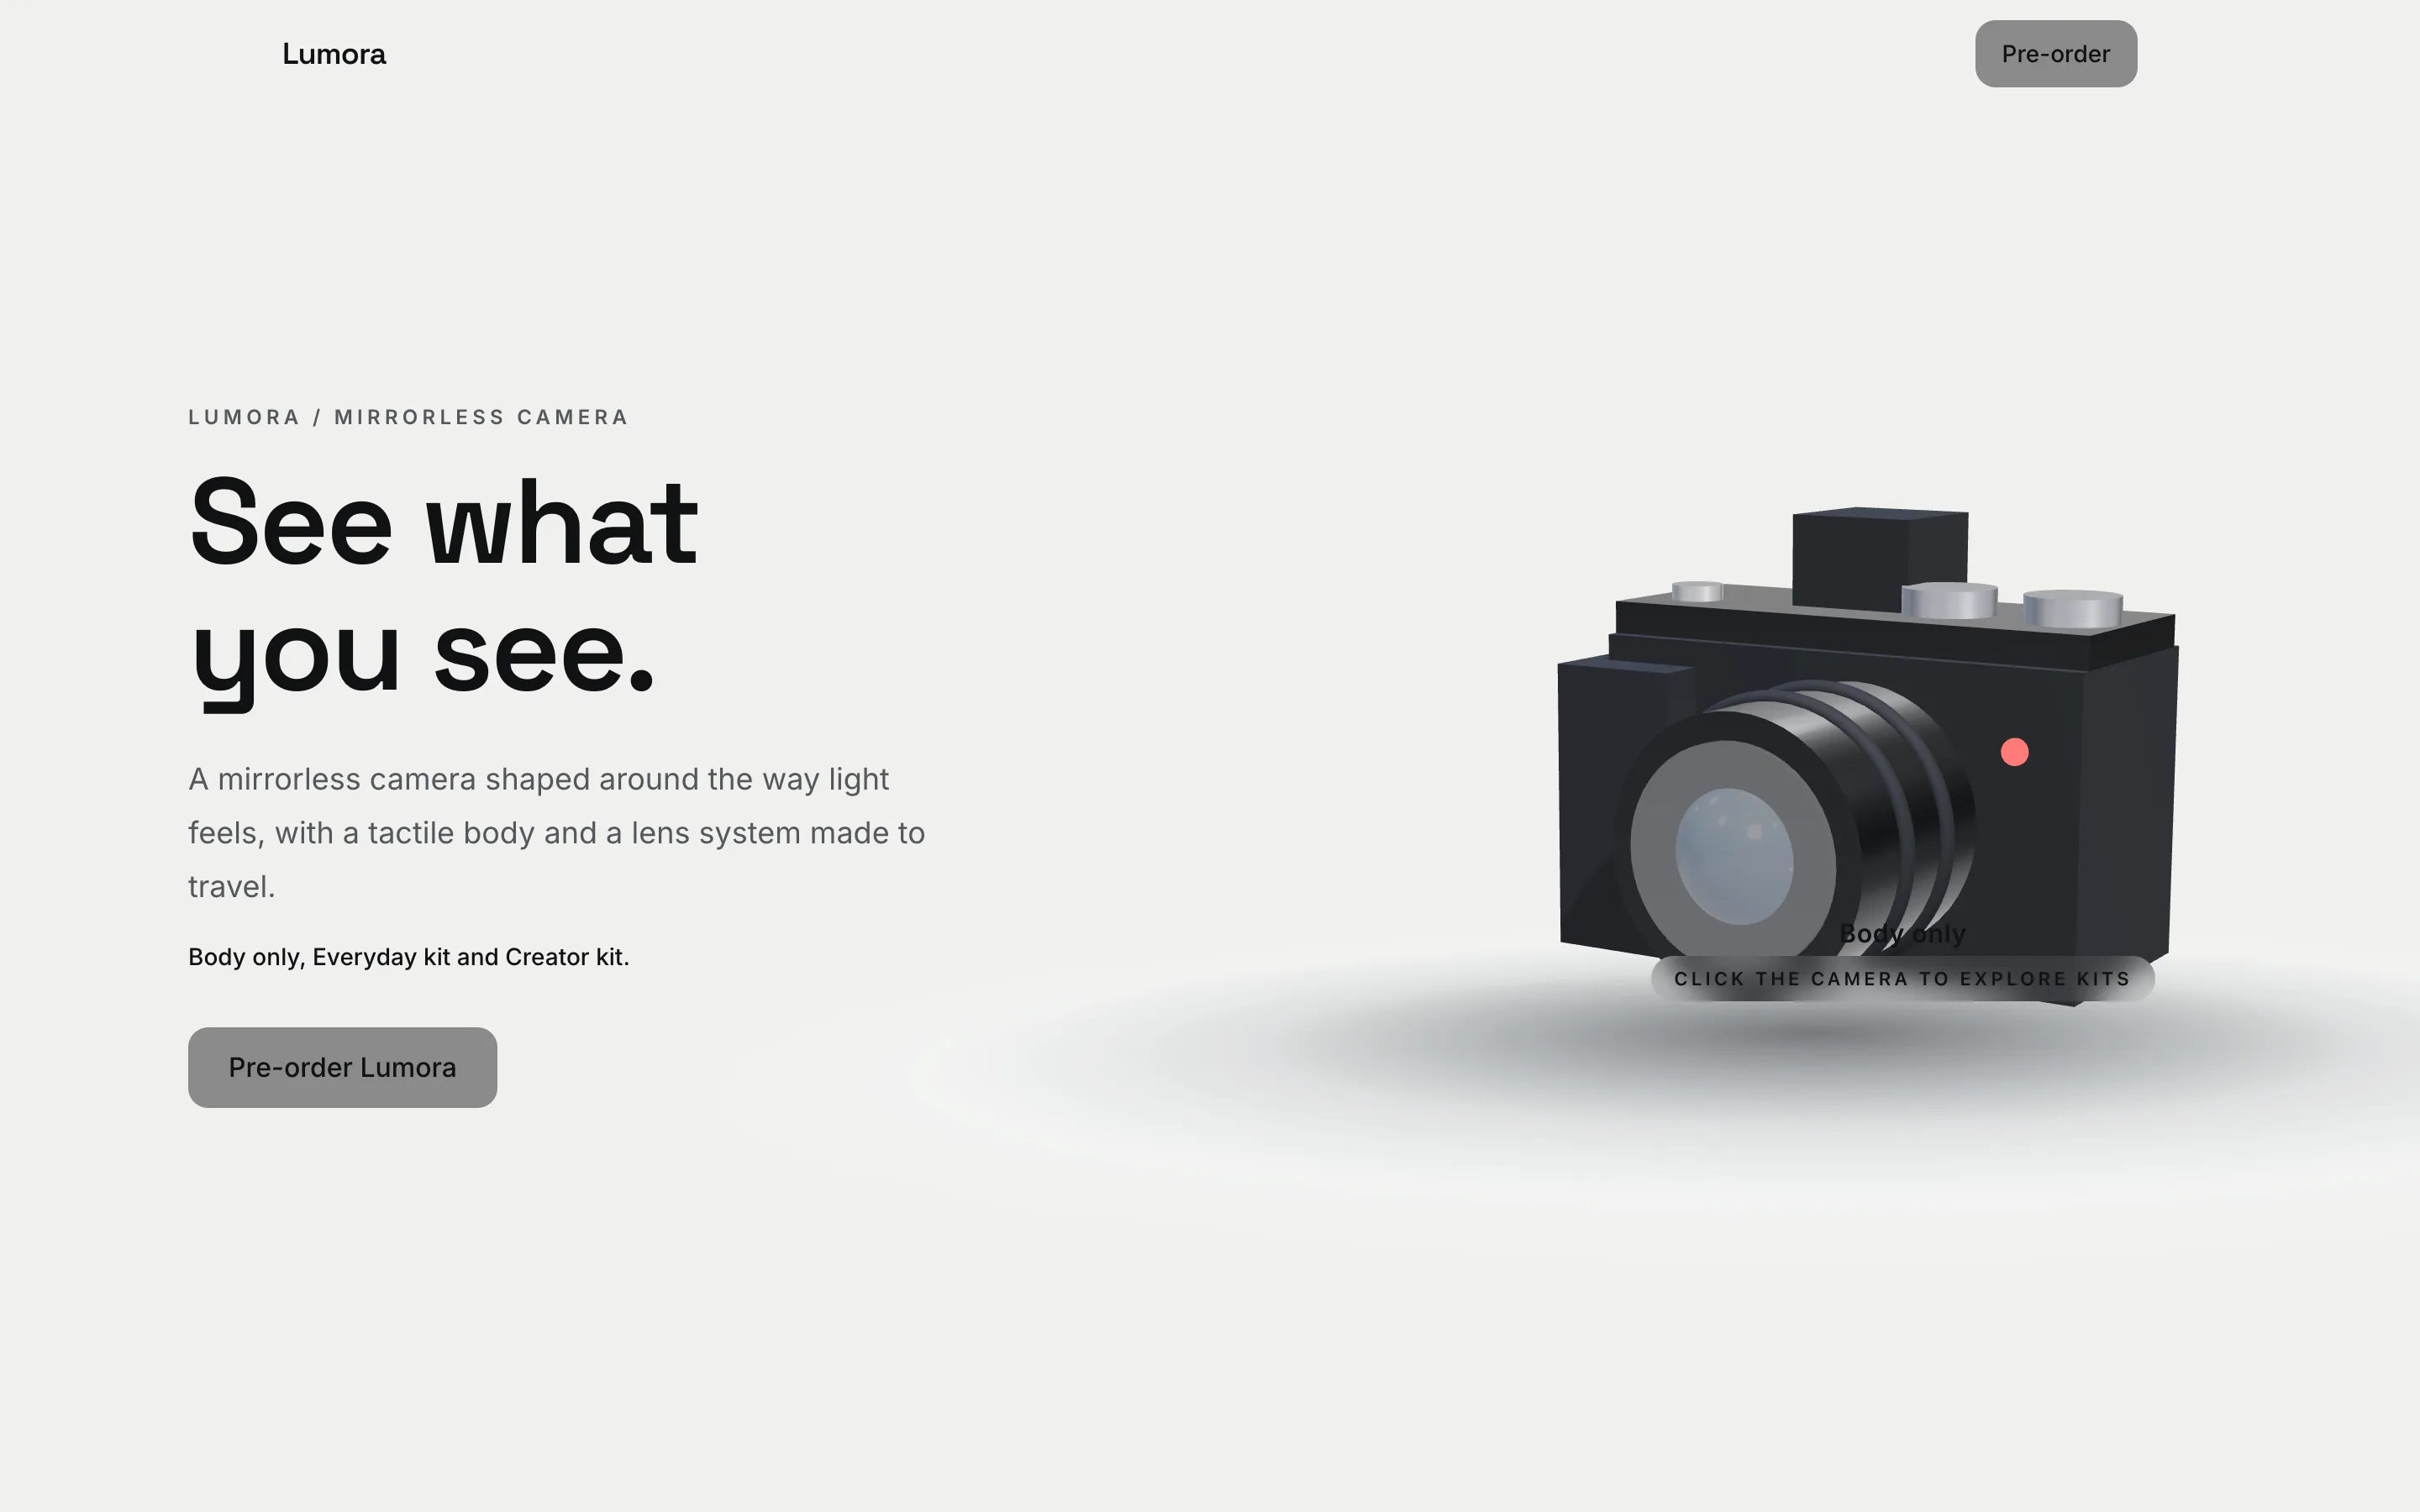 Lumora
Pre-order
LUMORA / MIRRORLESS CAMERA
See what
you see.
A mirrorless camera shaped around the way light
feels, with a tactile body and a lens system made to
travel.
Body only, Everyday kit and Creator kit.
Pre-order Lumora
Body only
CLICK THE CAMERA TO EXPLORE KITS